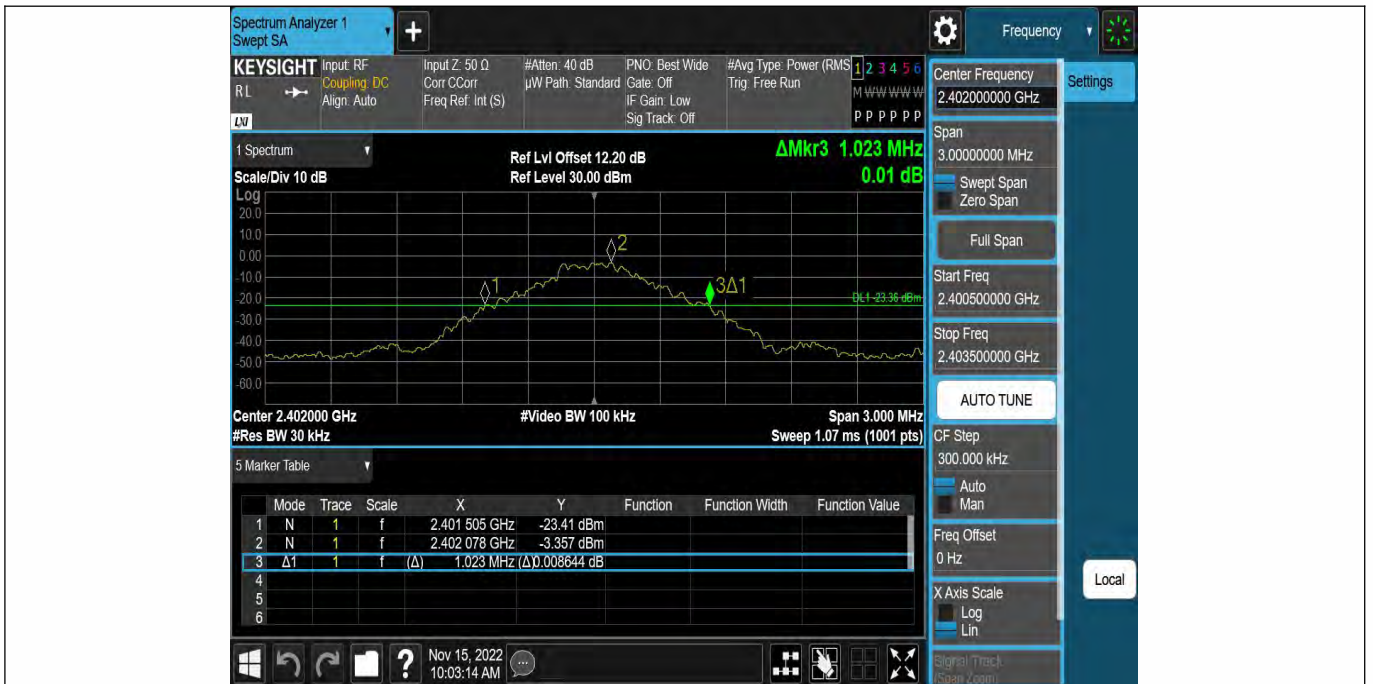 Spectrum Analyzer 1
Swept SA
+
Frequency
KEYSIGHT
RL
LXI
Input: RF
Coupling: DC
Align: Auto
Input Z: 50 Ω
Corr CCorr
Freq Ref: Int (S)
#Atten: 40 dB
µW Path: Standard
PNO: Best Wide
Gate: Off
IF Gain: Low
Sig Track: Off
#Avg Type: Power (RMS
Trig: Free Run
1 2 3 4 5 6
M W W W W W
P P P P P P
1 Spectrum
Scale/Div 10 dB
Ref Lvl Offset 12.20 dB
Ref Level 30.00 dBm
ΔMkr3 1.023 MHz
0.01 dB
Log
20.0
10.0
0.00
-10.0
-20.0
-30.0
-40.0
-50.0
-60.0
1
2
3Δ1
DL1 -23.36 dBm
Center 2.402000 GHz
#Res BW 30 kHz
#Video BW 100 kHz
Span 3.000 MHz
Sweep 1.07 ms (1001 pts)
5 Marker Table
Mode Trace Scale X Y Function Function Width Function Value
1 N 1 f 2.401 505 GHz -23.41 dBm
2 N 1 f 2.402 078 GHz -3.357 dBm
3 Δ1 1 f (Δ) 1.023 MHz (Δ) 0.008644 dB
4
5
6
Nov 15, 2022
10:03:14 AM
Center Frequency
2.402000000 GHz
Settings
Span
3.00000000 MHz
Swept Span
Zero Span
Full Span
Start Freq
2.400500000 GHz
Stop Freq
2.403500000 GHz
AUTO TUNE
CF Step
300.000 kHz
Auto
Man
Freq Offset
0 Hz
X Axis Scale
Log
Lin
Signal Track
(Span Zoom)
Local